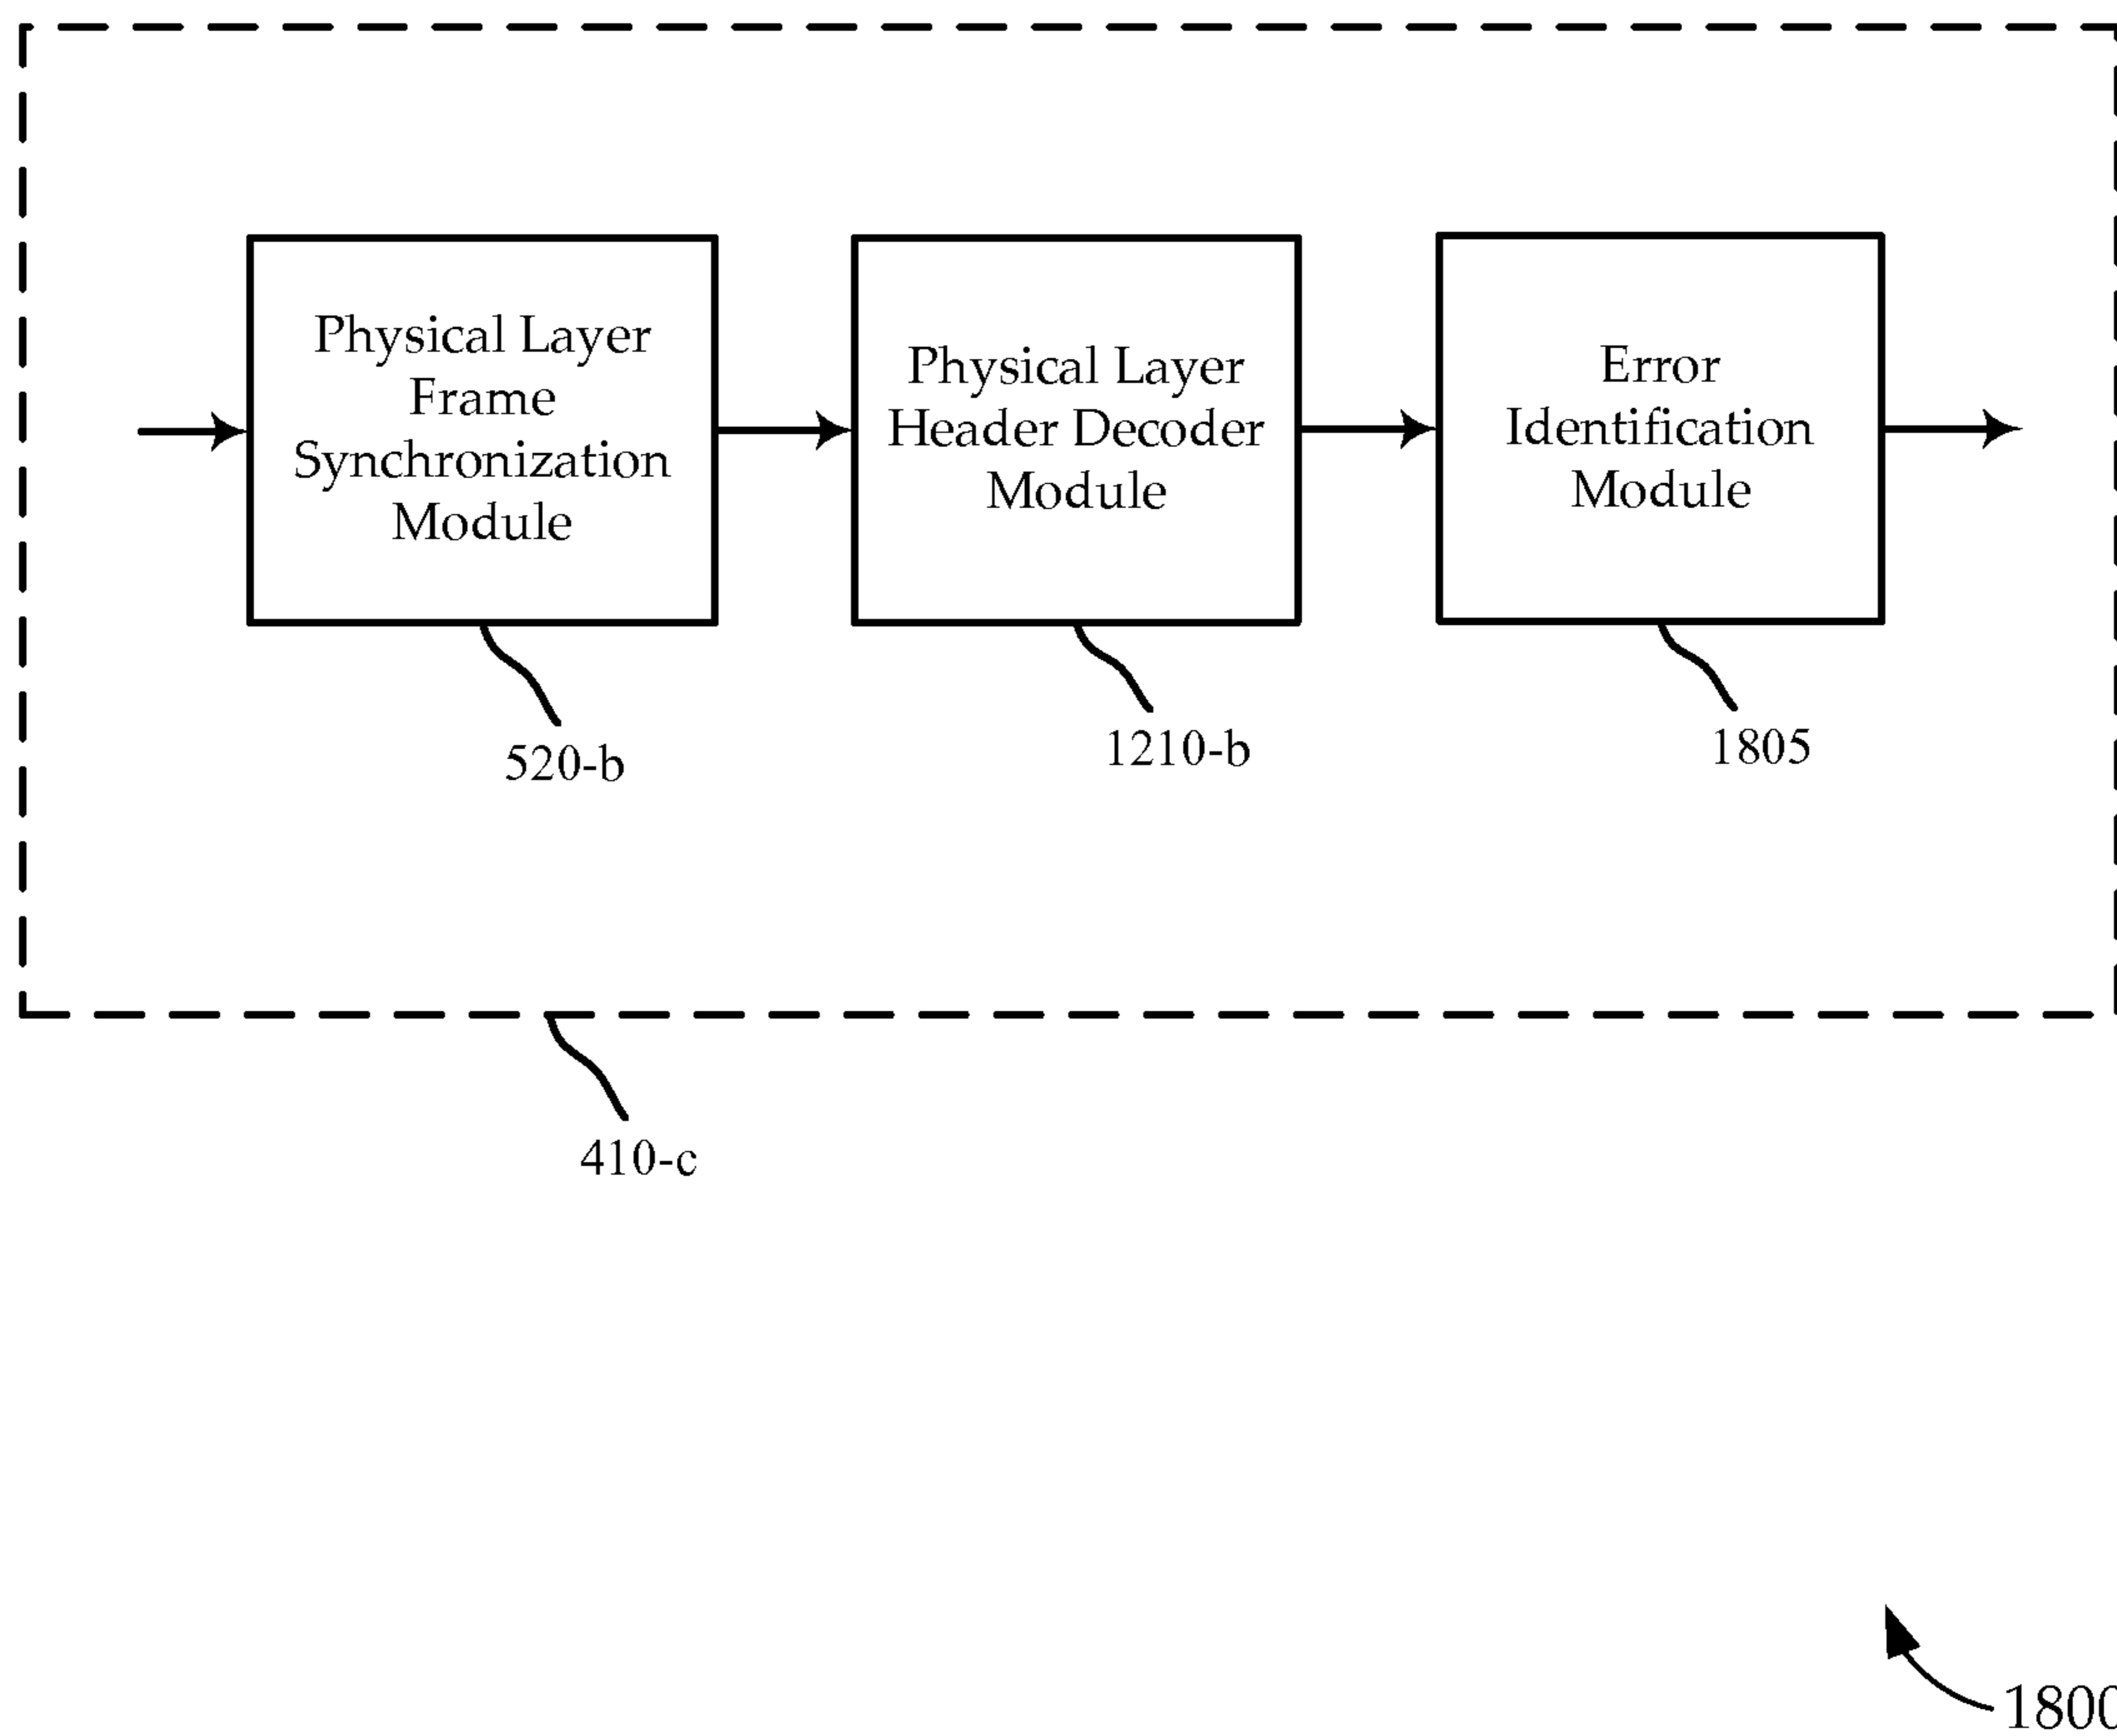 Physical Layer
Frame
Synchronization
Module
Physical Layer
Header Decoder
Module
Error
Identification
Module
520-b
1210-b
1805
410-c
1800